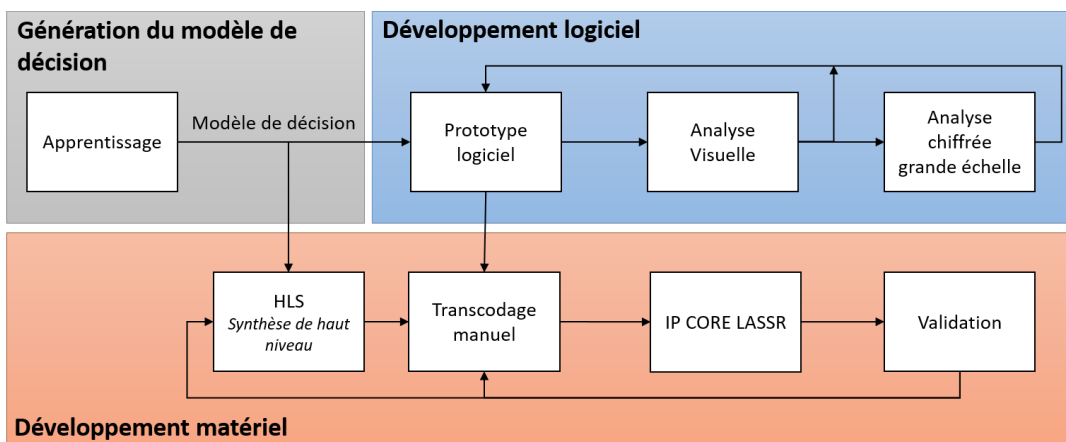 Génération du modèle de
décision
Développement logiciel
Apprentissage
Modèle de décision
Prototype
logiciel
Analyse
Visuelle
Analyse
chiffrée
grande échelle
HLS
Synthèse de haut
niveau
Transcodage
manuel
IP CORE LASSR
Validation
Développement matériel